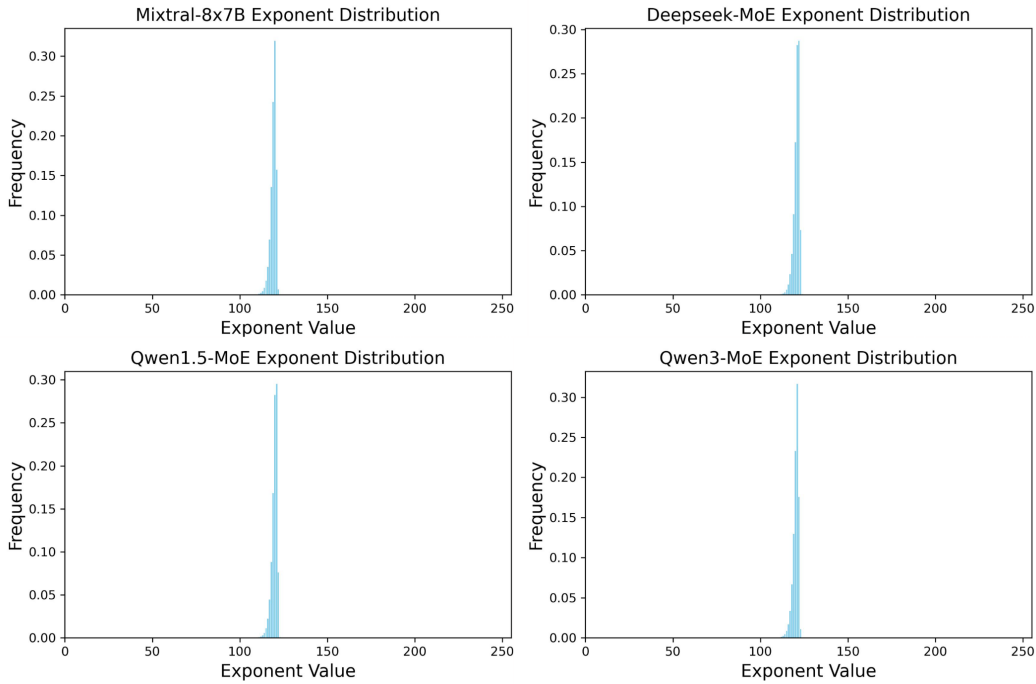 Mixtral-8x7B Exponent Distribution
0.30
0.25
0.20
0.15
0.10
0.05
0.00
Frequency
0 50 100 150 200 250
Exponent Value
Deepseek-MoE Exponent Distribution
0.30
0.25
0.20
0.15
0.10
0.05
0.00
Frequency
0 50 100 150 200 250
Exponent Value
Qwen1.5-MoE Exponent Distribution
0.30
0.25
0.20
0.15
0.10
0.05
0.00
Frequency
0 50 100 150 200 250
Exponent Value
Qwen3-MoE Exponent Distribution
0.30
0.25
0.20
0.15
0.10
0.05
0.00
Frequency
0 50 100 150 200 250
Exponent Value